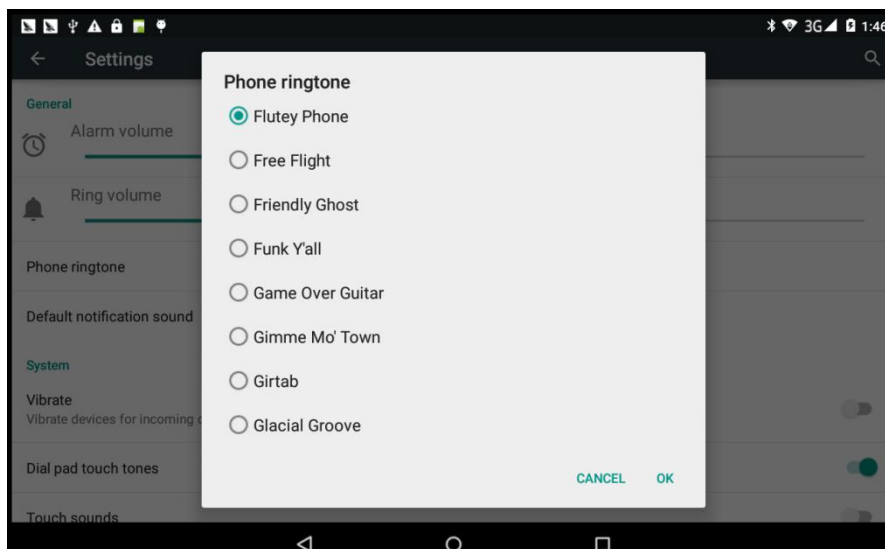 3G 1:46
Settings
Phone ringtone
General
Flutey Phone
Alarm volume
Free Flight
Ring volume
Friendly Ghost
Funk Y'all
Phone ringtone
Game Over Guitar
Default notification sound
Gimme Mo' Town
System
Girtab
Vibrate
Vibrate devices for incoming
Glacial Groove
Dial pad touch tones
CANCEL OK
Touch sounds